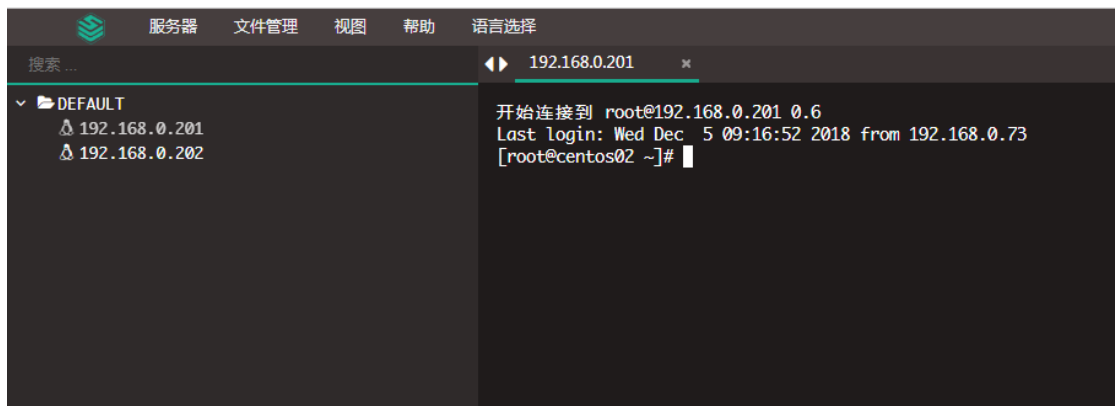 服务器 文件管理 视图 帮助 语言选择
搜索 ...
192.168.0.201 ×
DEFAULT
192.168.0.201
192.168.0.202
开始连接到 root@192.168.0.201 0.6
Last login: Wed Dec  5 09:16:52 2018 from 192.168.0.73
[root@centos02 ~]#